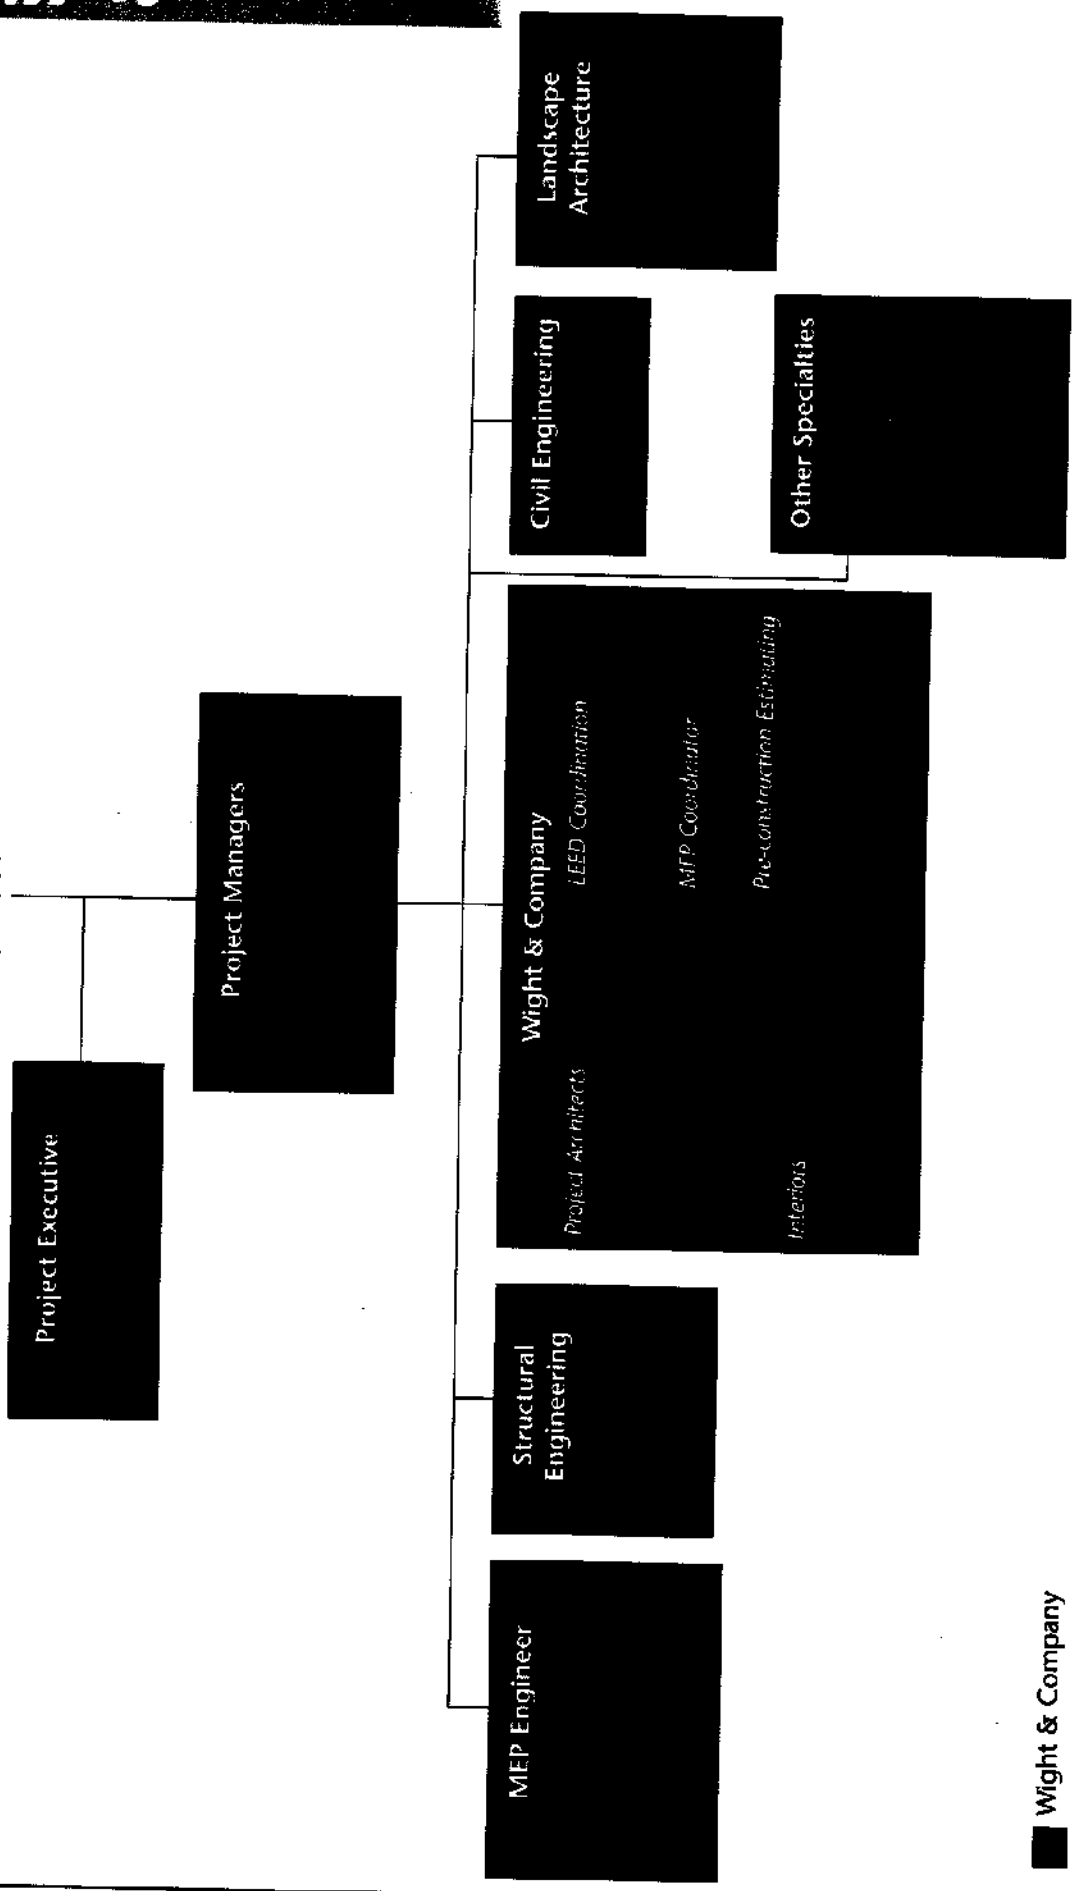 Project Executive
Project Managers
MEP Engineer
Structural
Engineering
Wight & Company
Project Architects
LEED Coordination
MEP Coordinator
Interiors
Pre-construction Estimating
Civil Engineering
Landscape
Architecture
Other Specialties
Wight & Company